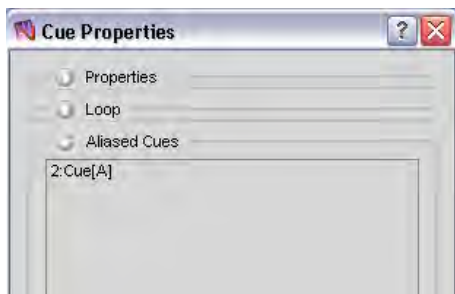 Cue Properties
Properties
Loop
Aliased Cues
2:Cue[A]